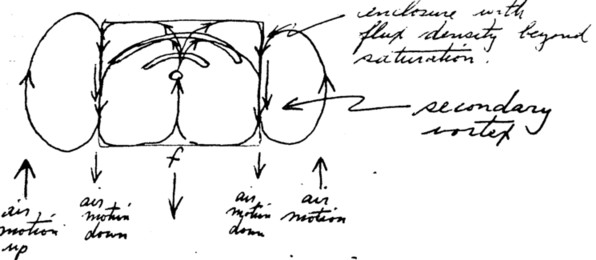 enclosure with
flux density beyond
saturation.
secondary
vortex
f
air
motion
up
air
motion
down
air
motion
down
air
motion